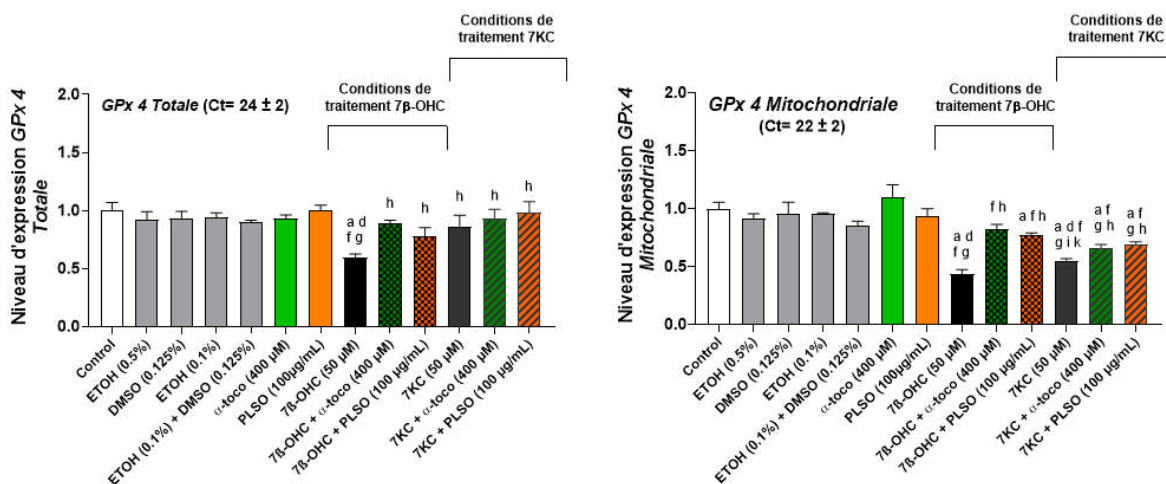 Conditions de
traitement 7KC
Conditions de
traitement 7β-OHC
GPx 4 Totale (Ct= 24 ± 2)
Niveau d'expression GPx 4
Totale
2.0
1.5
1.0
0.5
0.0
a d
f g
h
h
h
h
h
Control
ETOH (0.5%)
DMSO (0.125%)
ETOH (0.1%)
ETOH (0.1%) + DMSO (0.125%)
α-toco (400 µM)
PLSO (100µg/mL)
7ß-OHC (50 µM)
7ß-OHC + α-toco (400 µM)
7ß-OHC + PLSO (100 µg/mL)
7KC (50 µM)
7KC + α-toco (400 µM)
7KC + PLSO (100 µg/mL)
Conditions de
traitement 7KC
Conditions de
traitement 7β-OHC
GPx 4 Mitochondriale
(Ct= 22 ± 2)
Niveau d'expression GPx 4
Mitochondriale
2.0
1.5
1.0
0.5
0.0
a d
f g
f h
a f h
a d f
g i k
a f
g h
a f
g h
Control
ETOH (0.5%)
DMSO (0.125%)
ETOH (0.1%)
ETOH (0.1%) + DMSO (0.125%)
α-toco (400 µM)
PLSO (100µg/mL)
7ß-OHC (50 µM)
7ß-OHC + α-toco (400 µM)
7ß-OHC + PLSO (100 µg/mL)
7KC (50 µM)
7KC + α-toco (400 µM)
7KC + PLSO (100 µg/mL)